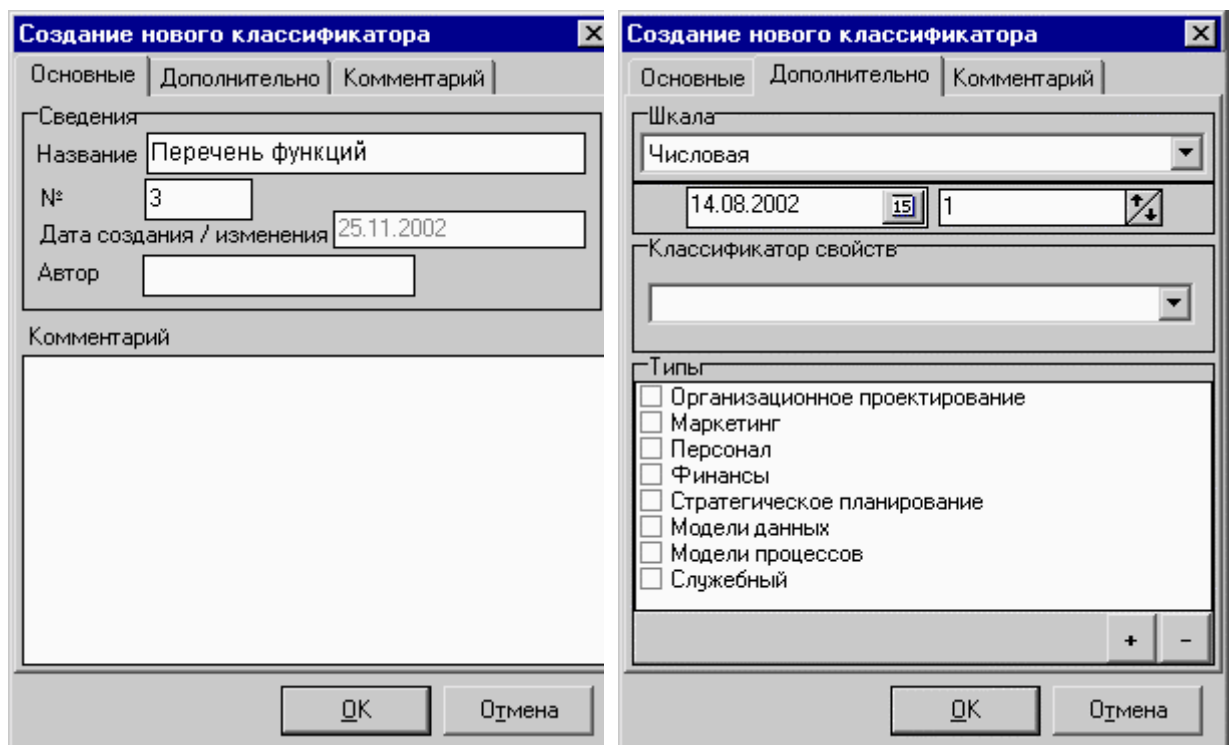 Создание нового классификатора
Основные Дополнительно Комментарий
Сведения
Название Перечень функций
№ 3
Дата создания / изменения 25.11.2002
Автор
Комментарий
OK Отмена
Создание нового классификатора
Основные Дополнительно Комментарий
Шкала
Числовая
14.08.2002 15 1
Классификатор свойств
Типы
Организационное проектирование
Маркетинг
Персонал
Финансы
Стратегическое планирование
Модели данных
Модели процессов
Служебный
+ -
OK Отмена